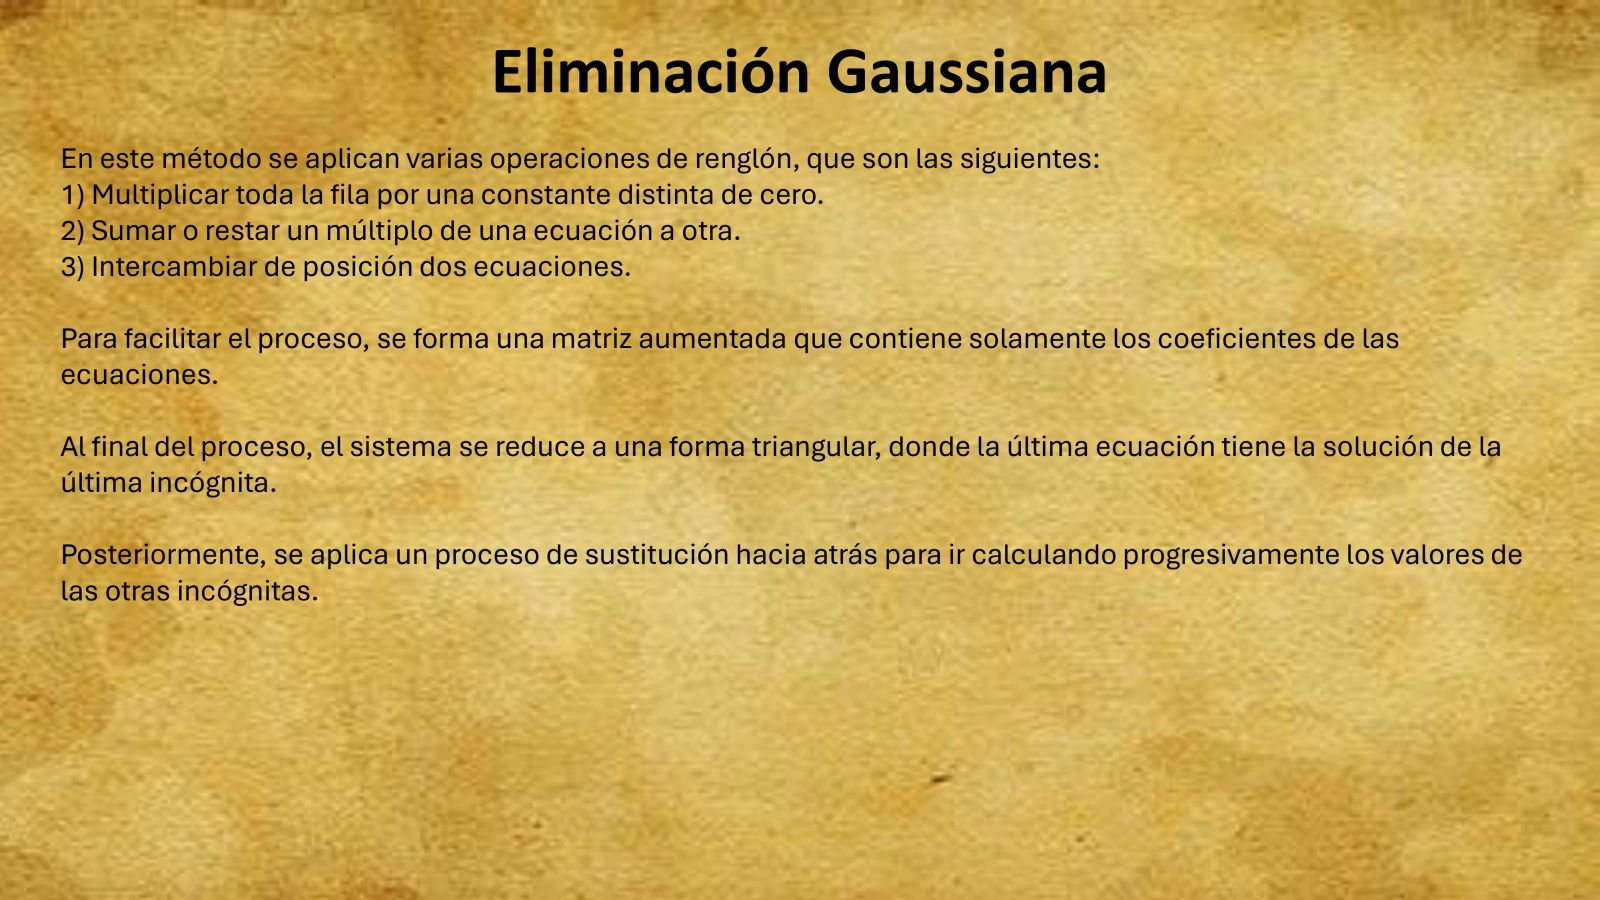 Eliminación Gaussiana
En este método se aplican varias operaciones de renglón, que son las siguientes:
1) Multiplicar toda la fila por una constante distinta de cero.
2) Sumar o restar un múltiplo de una ecuación a otra.
3) Intercambiar de posición dos ecuaciones.
Para facilitar el proceso, se forma una matriz aumentada que contiene solamente los coeficientes de las
ecuaciones.
Al final del proceso, el sistema se reduce a una forma triangular, donde la última ecuación tiene la solución de la
última incógnita.
Posteriormente, se aplica un proceso de sustitución hacia atrás para ir calculando progresivamente los valores de
las otras incógnitas.